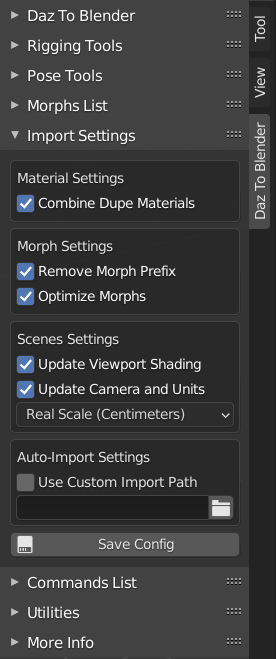 Daz To Blender
Rigging Tools
Pose Tools
Morphs List
Import Settings
Material Settings
Combine Dupe Materials
Morph Settings
Remove Morph Prefix
Optimize Morphs
Scenes Settings
Update Viewport Shading
Update Camera and Units
Real Scale (Centimeters)
Auto-Import Settings
Use Custom Import Path
Save Config
Commands List
Utilities
More Info
Tool
View
Daz To Blender